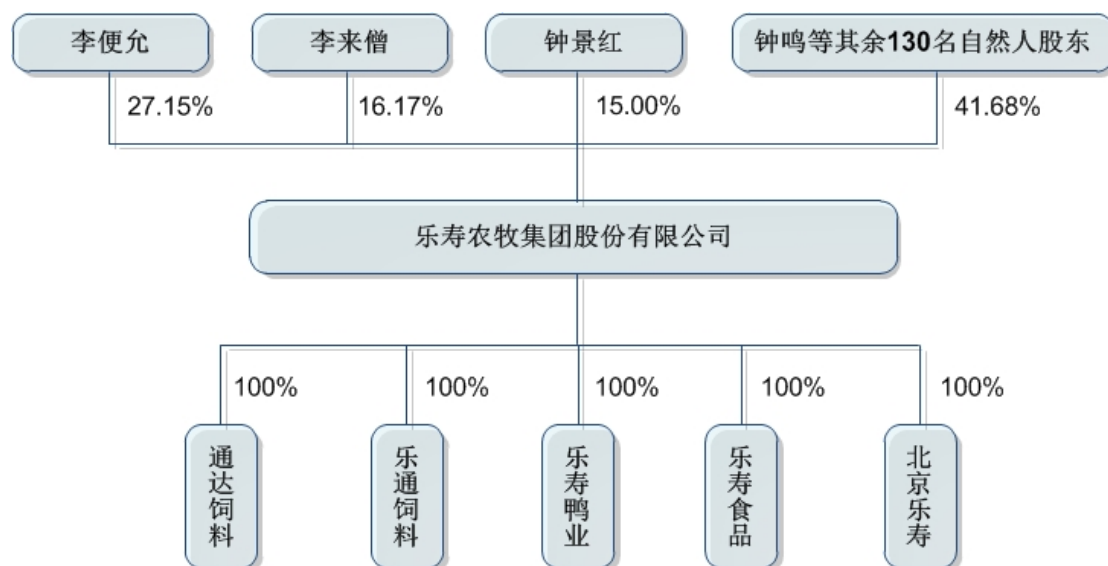 李便允
李来僧
钟景红
钟鸣等其余130名自然人股东
27.15%
16.17%
15.00%
41.68%
乐寿农牧集团股份有限公司
100%
100%
100%
100%
100%
通达饲料
乐通饲料
乐寿鸭业
乐寿食品
北京乐寿